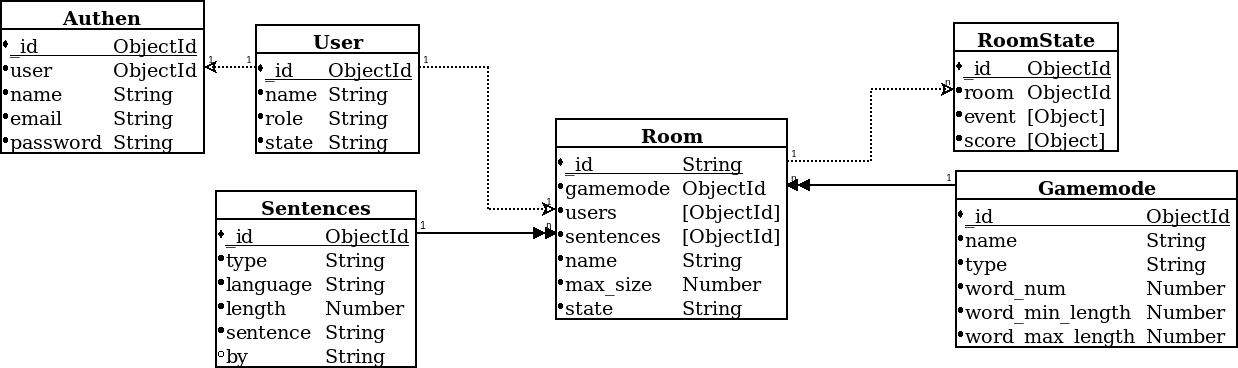 Authen
_id ObjectId
user ObjectId
name String
email String
password String
1
1
User
_id ObjectId
name String
role String
state String
1
Sentences
_id ObjectId
type String
language String
length Number
sentence String
by String
1
1
n
Room
_id String
gamemode ObjectId
users [ObjectId]
sentences [ObjectId]
name String
max_size Number
state String
1
n
n
RoomState
_id ObjectId
room ObjectId
event [Object]
score [Object]
1
Gamemode
_id ObjectId
name String
type String
word_num Number
word_min_length Number
word_max_length Number